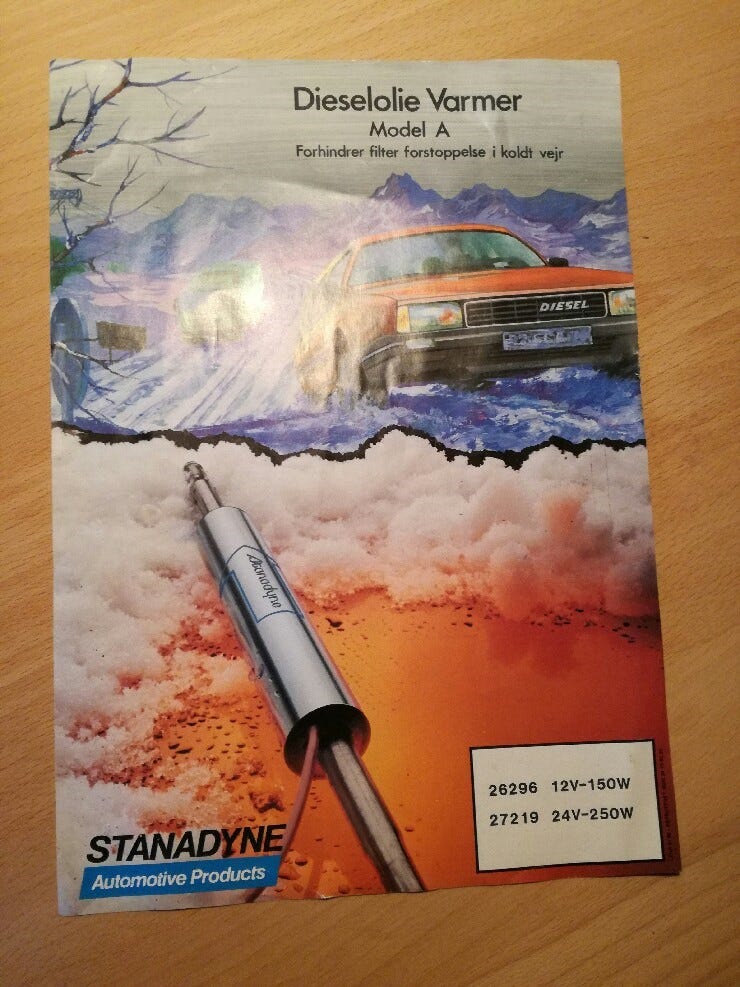 Dieselolie Varmer
Model A
Forhindrer filter forstoppelse i koldt vejr
DIESEL
Stanadyne
26296 12V-150W
27219 24V-250W
STANADYNE
Automotive Products